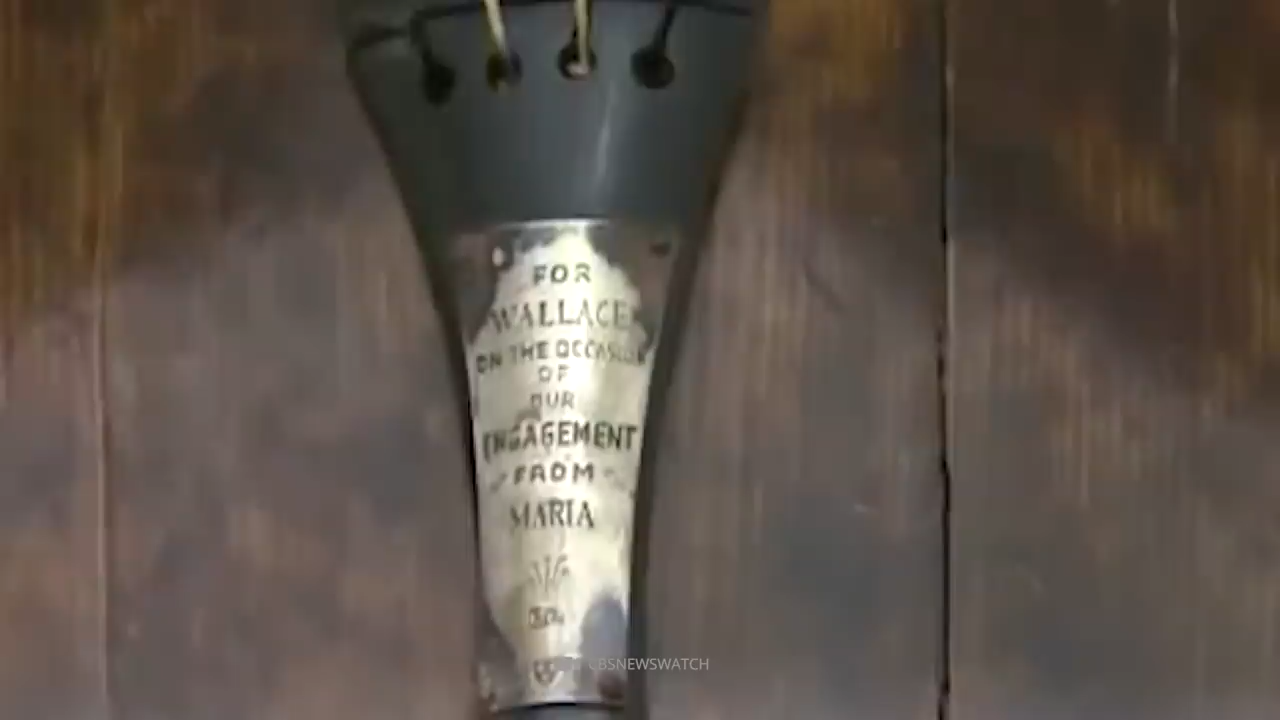 FOR
WALLACE
ON THE OCCASION
OF
OUR
ENGAGEMENT
FROM
MARIA
CBSNEWSWATCH